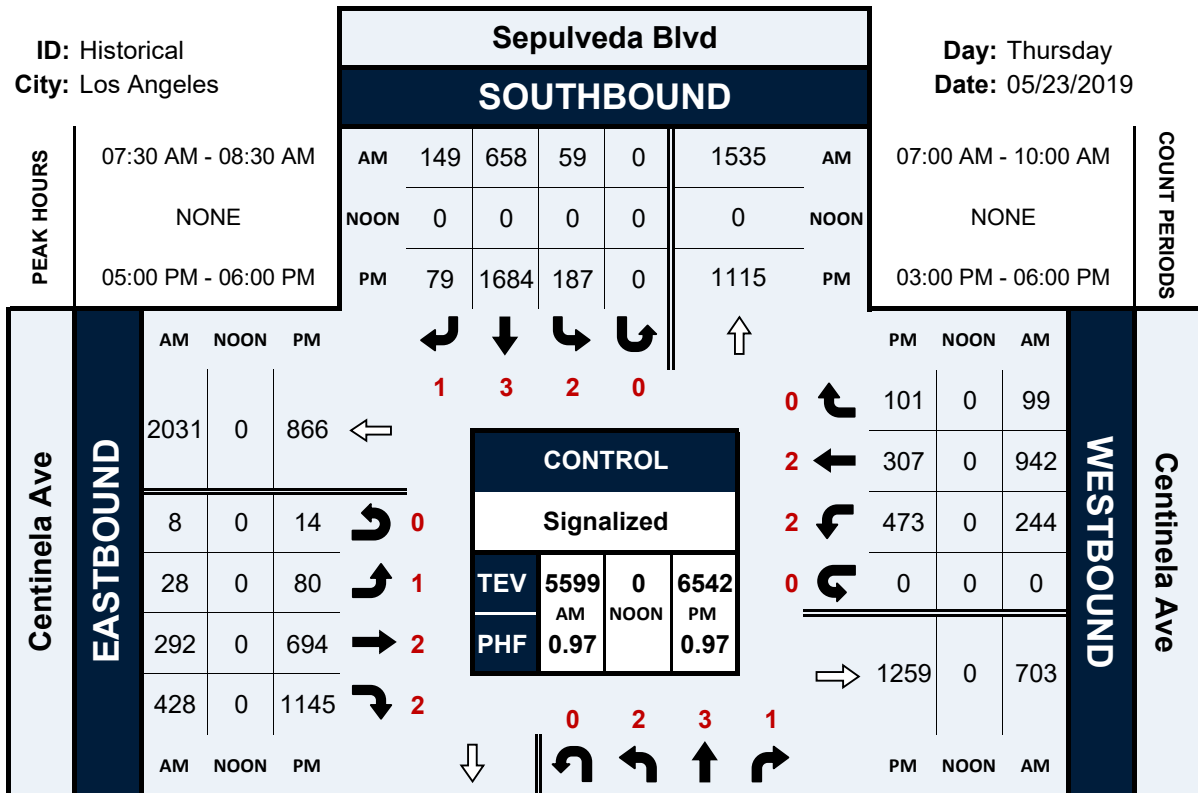 Sepulveda Blvd
ID: Historical
City: Los Angeles
Day: Thursday
Date: 05/23/2019
SOUTHBOUND
PEAK HOURS
07:30 AM - 08:30 AM
NONE
05:00 PM - 06:00 PM
AM 149 658 59 0 1535 AM
NOON 0 0 0 0 0 NOON
PM 79 1684 187 0 1115 PM
07:00 AM - 10:00 AM
NONE
03:00 PM - 06:00 PM
COUNT PERIODS
1 3 2 0
Centinela Ave
EASTBOUND
AM NOON PM
2031 0 866
8 0 14 0
28 0 80 1
292 0 694 2
428 0 1145 2
AM NOON PM
CONTROL
Signalized
TEV 5599 0 6542
AM NOON PM
PHF 0.97 0.97
PM NOON AM
0 101 0 99
2 307 0 942
2 473 0 244
0 0 0 0
1259 0 703
PM NOON AM
WESTBOUND
Centinela Ave
0 2 3 1